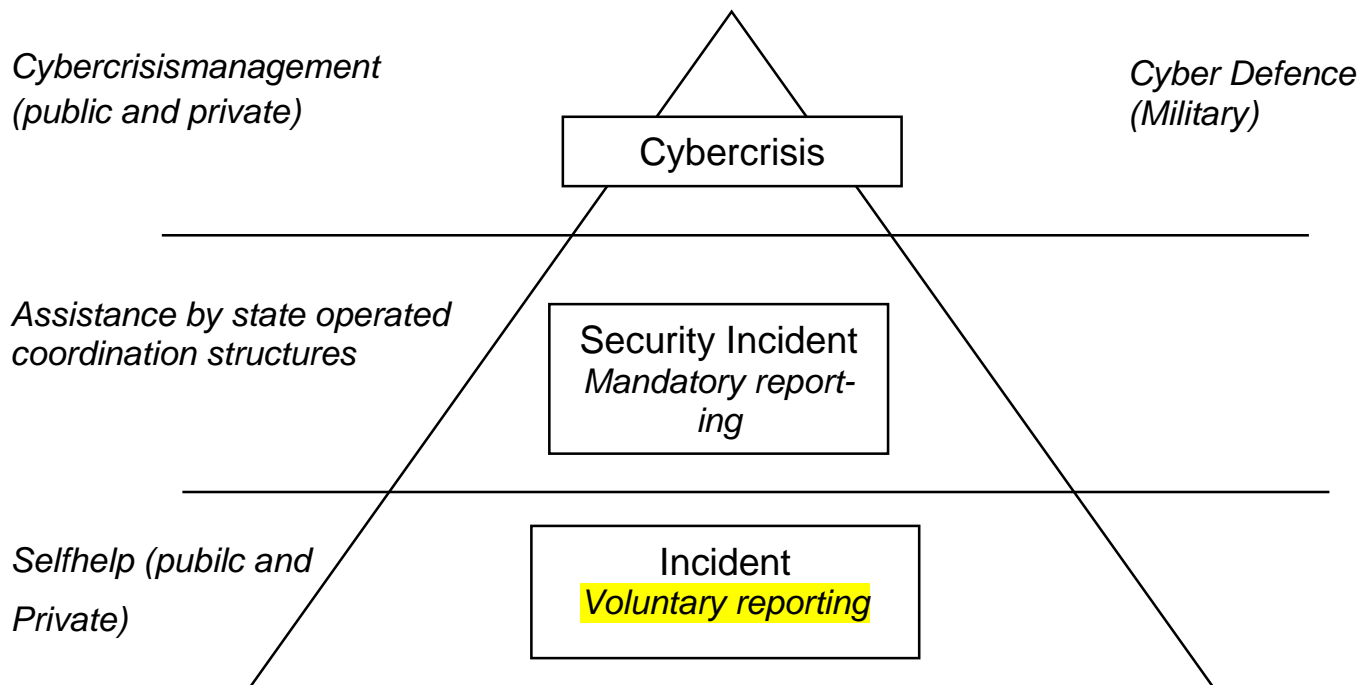 Cybercrisismanagement
(public and private)
Cyber Defence
(Military)
Cybercrisis
Assistance by state operated
coordination structures
Security Incident
Mandatory report-
ing
Selfhelp (pubilc and
Private)
Incident
Voluntary reporting